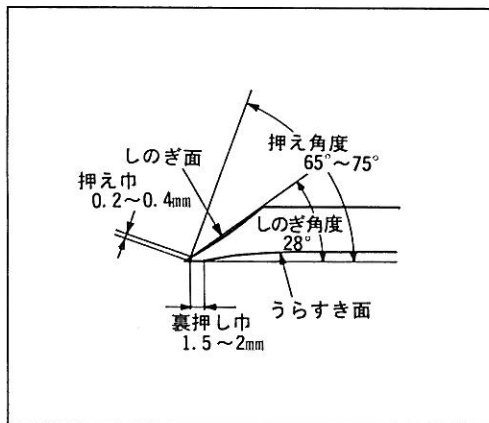 押え角度
65°～75°
しのぎ面
押え巾
0.2～0.4mm
しのぎ角度
28°
うらすき面
裏押し巾
1.5～2mm